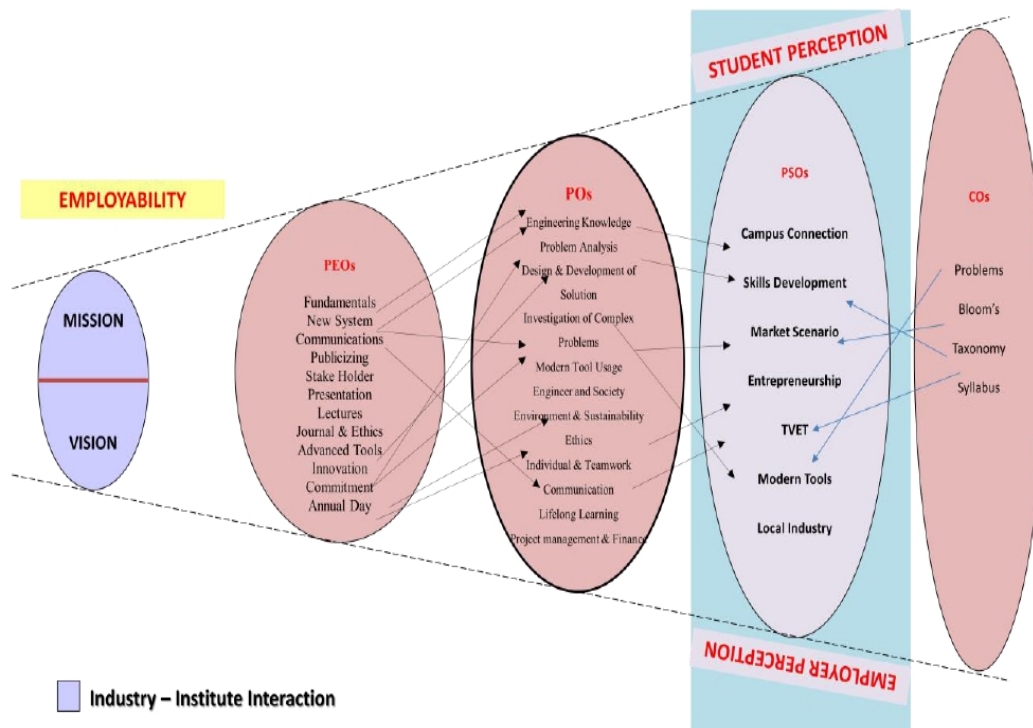 STUDENT PERCEPTION
EMPLOYABILITY
MISSION
VISION
PEOs
Fundamentals
New System
Communications
Publicizing
Stake Holder
Presentation
Lectures
Journal & Ethics
Advanced Tools
Innovation
Commitment
Annual Day
POs
Engineering Knowledge
Problem Analysis
Design & Development of
Solution
Investigation of Complex
Problems
Modern Tool Usage
Engineer and Society
Environment & Sustainability
Ethics
Individual & Teamwork
Communication
Lifelong Learning
Project management & Finance
PSOs
Campus Connection
Skills Development
Market Scenario
Entrepreneurship
TVET
Modern Tools
Local Industry
COs
Problems
Bloom's
Taxonomy
Syllabus
EMPLOYER PERCEPTION
Industry – Institute Interaction